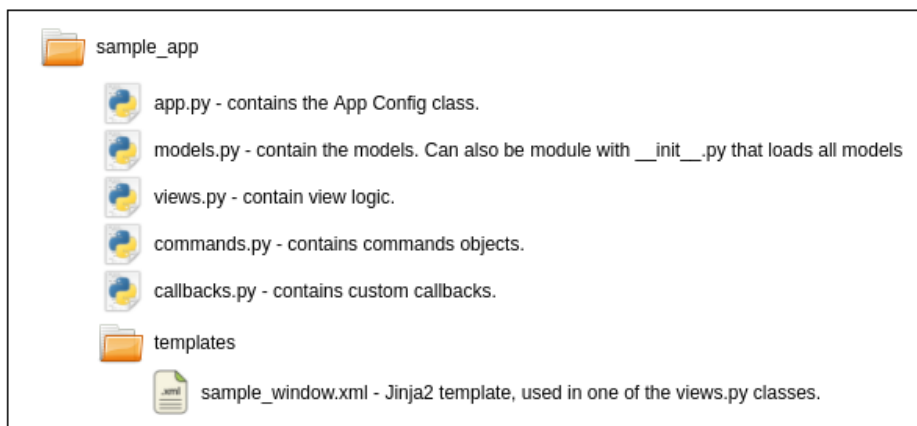 sample_app
app.py - contains the App Config class.
models.py - contain the models. Can also be module with __init__.py that loads all models
views.py - contain view logic.
commands.py - contains commands objects.
callbacks.py - contains custom callbacks.
templates
.xml
sample_window.xml - Jinja2 template, used in one of the views.py classes.